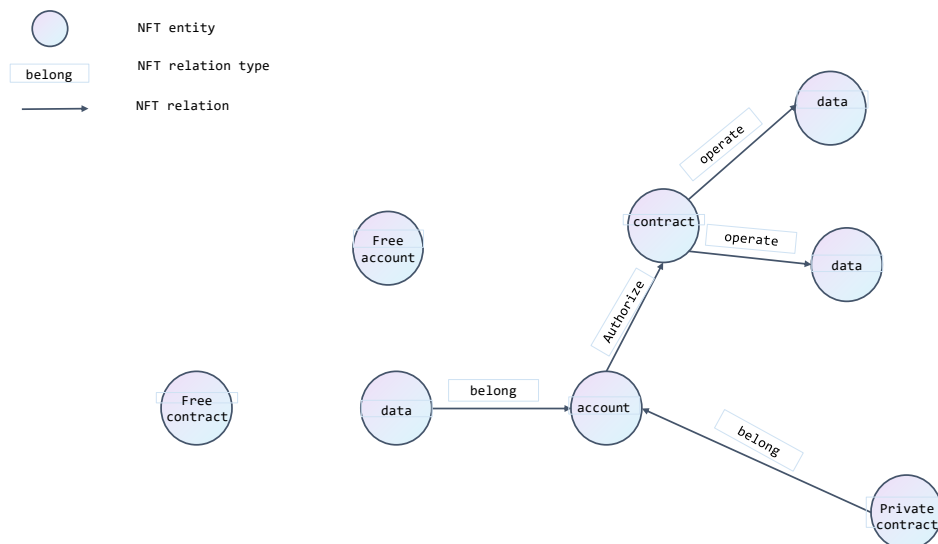 NFT entity
belong
NFT relation type
NFT relation
data
operate
contract
operate
data
Free
account
Authorize
Free
contract
data
belong
account
belong
Private
contract